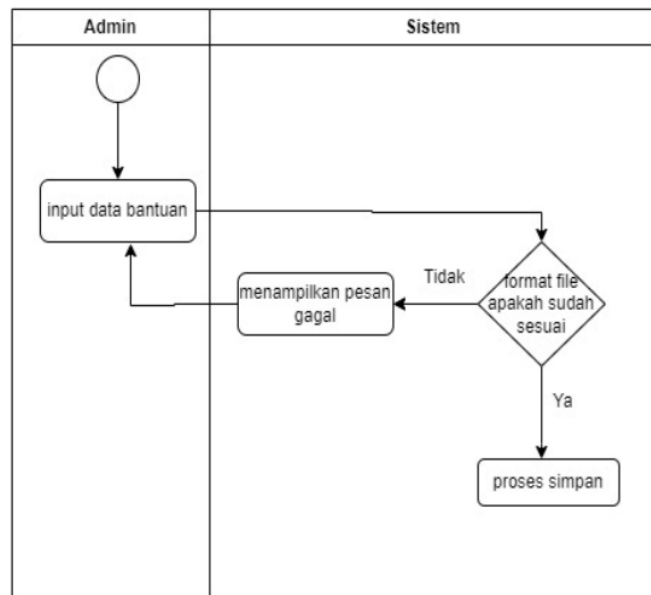 Admin
Sistem
input data bantuan
format file
apakah sudah
sesuai
Tidak
menampilkan pesan
gagal
Ya
proses simpan